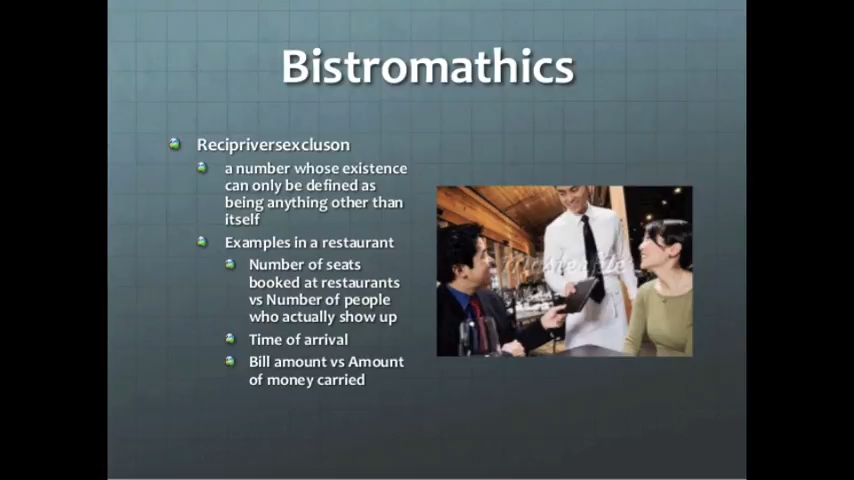 Bistromathics
Recipriversexcluson
a number whose existence
can only be defined as
being anything other than
itself
Examples in a restaurant
Number of seats
booked at restaurants
vs Number of people
who actually show up
Time of arrival
Bill amount vs Amount
of money carried